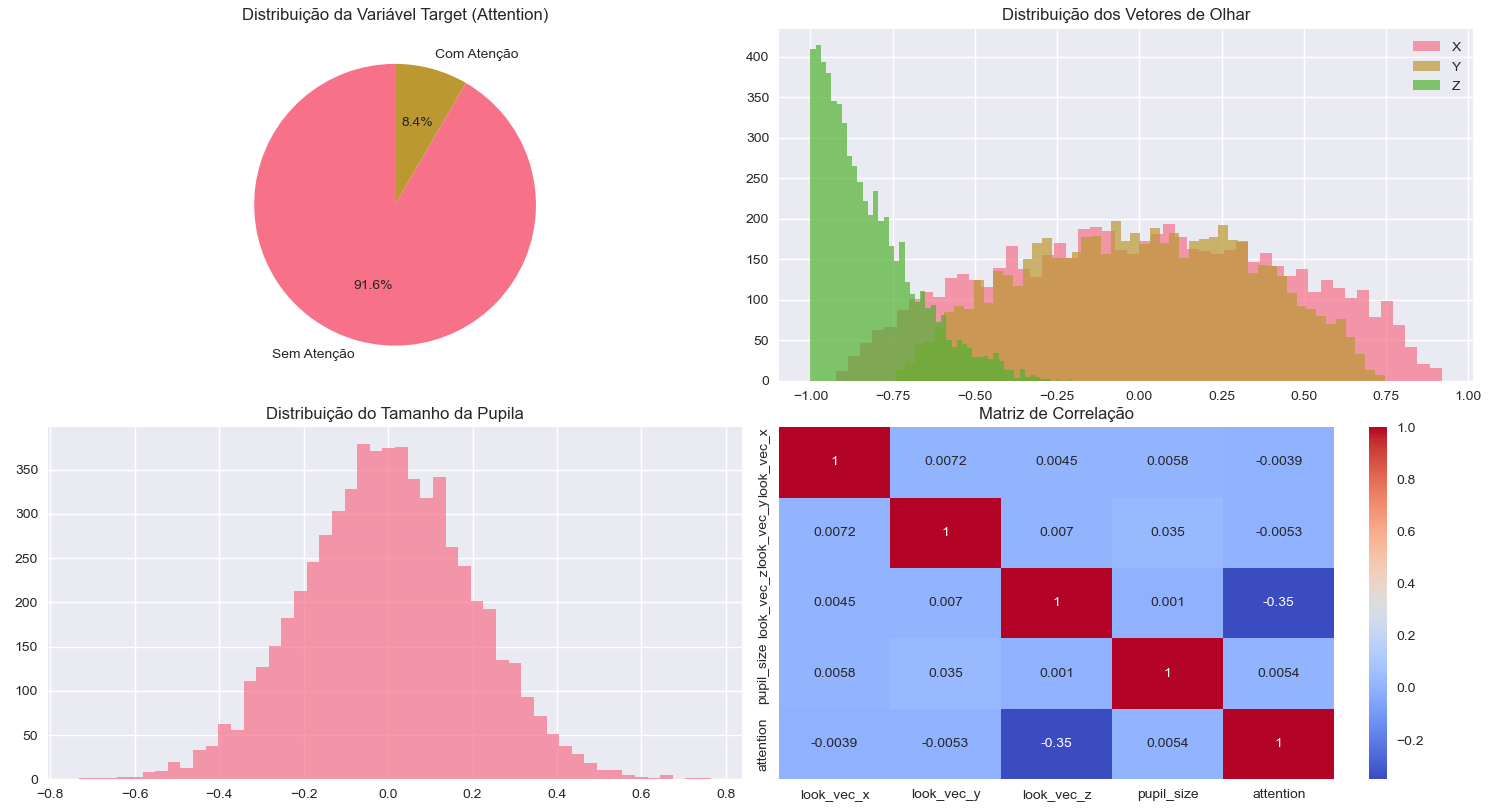 Distribuição da Variável Target (Attention)
Com Atenção
8.4%
91.6%
Sem Atenção
Distribuição dos Vetores de Olhar
X
Y
Z
400
350
300
250
200
150
100
50
0
−1.00 −0.75 −0.50 −0.25 0.00 0.25 0.50 0.75 1.00
Distribuição do Tamanho da Pupila
350
300
250
200
150
100
50
0
−0.8 −0.6 −0.4 −0.2 0.0 0.2 0.4 0.6 0.8
Matriz de Correlação
look_vec_x 1 0.0072 0.0045 0.0058 -0.0039
look_vec_y 0.0072 1 0.007 0.035 -0.0053
look_vec_z 0.0045 0.007 1 0.001 -0.35
pupil_size 0.0058 0.035 0.001 1 0.0054
attention -0.0039 -0.0053 -0.35 0.0054 1
look_vec_x look_vec_y look_vec_z pupil_size attention
1.0
0.8
0.6
0.4
0.2
0.0
−0.2